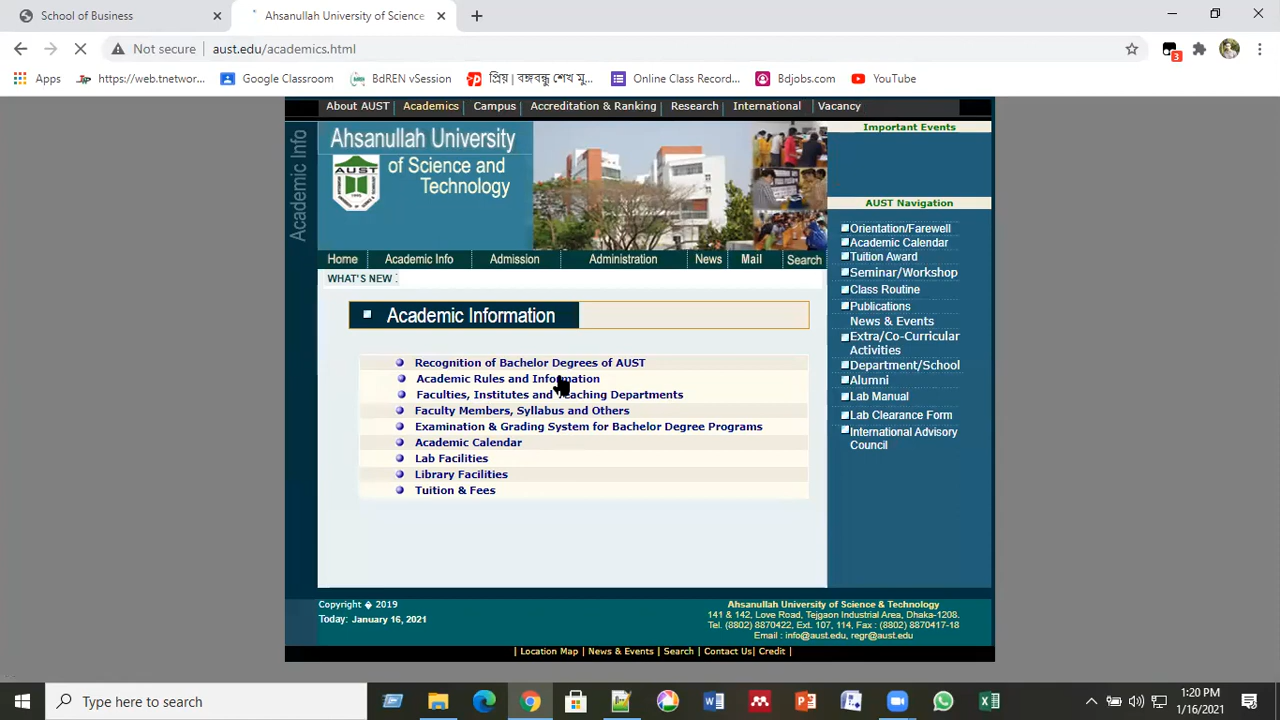 School of Business
Ahsanullah University of Science
Not secure
aust.edu/academics.html
3
Apps
https://web.tnetwor...
Google Classroom
BdREN vSession
প্রিয় | বঙ্গবন্ধু শেখ মু...
Online Class Record...
Bdjobs.com
YouTube
About AUST
Academics
Campus
Accreditation & Ranking
Research
International
Vacancy
Academic Info
Ahsanullah University
of Science and
Technology
AUST
Home
Academic Info
Admission
Administration
News
Mail
Search
WHAT'S NEW :
Academic Information
Recognition of Bachelor Degrees of AUST
Academic Rules and Information
Faculties, Institutes and Teaching Departments
Faculty Members, Syllabus and Others
Examination & Grading System for Bachelor Degree Programs
Academic Calendar
Lab Facilities
Library Facilities
Tuition & Fees
Important Events
AUST Navigation
Orientation/Farewell
Academic Calendar
Tuition Award
Seminar/Workshop
Class Routine
Publications
News & Events
Extra/Co-Curricular
Activities
Department/School
Alumni
Lab Manual
Lab Clearance Form
International Advisory
Council
Copyright � 2019
Today: January 16, 2021
Ahsanullah University of Science & Technology
141 & 142, Love Road, Tejgaon Industrial Area, Dhaka-1208.
Tel. (8802) 8870422, Ext. 107, 114, Fax : (8802) 8870417-18
Email : info@aust.edu, regr@aust.edu
| Location Map | News & Events | Search | Contact Us| Credit |
Type here to search
1:20 PM
1/16/2021